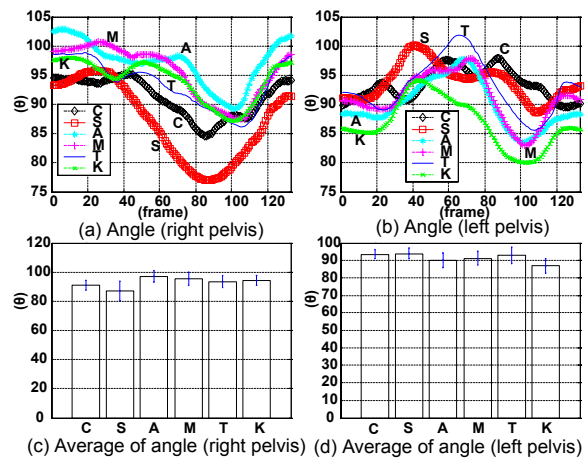 105
100
95
90
85
80
75
(θ)
K
M
A
T
C
S
C
S
A
M
T
K
0 20 40 60 80 100 120
(frame)
(a) Angle (right pelvis)
105
100
95
90
85
80
75
(θ)
A
K
S
T
C
M
C
S
A
M
T
K
0 20 40 60 80 100 120
(frame)
(b) Angle (left pelvis)
120
100
80
60
40
20
0
(θ)
C S A M T K
(c) Average of angle (right pelvis)
100
90
80
70
60
50
40
30
20
10
0
(θ)
C S A M T K
(d) Average of angle (left pelvis)